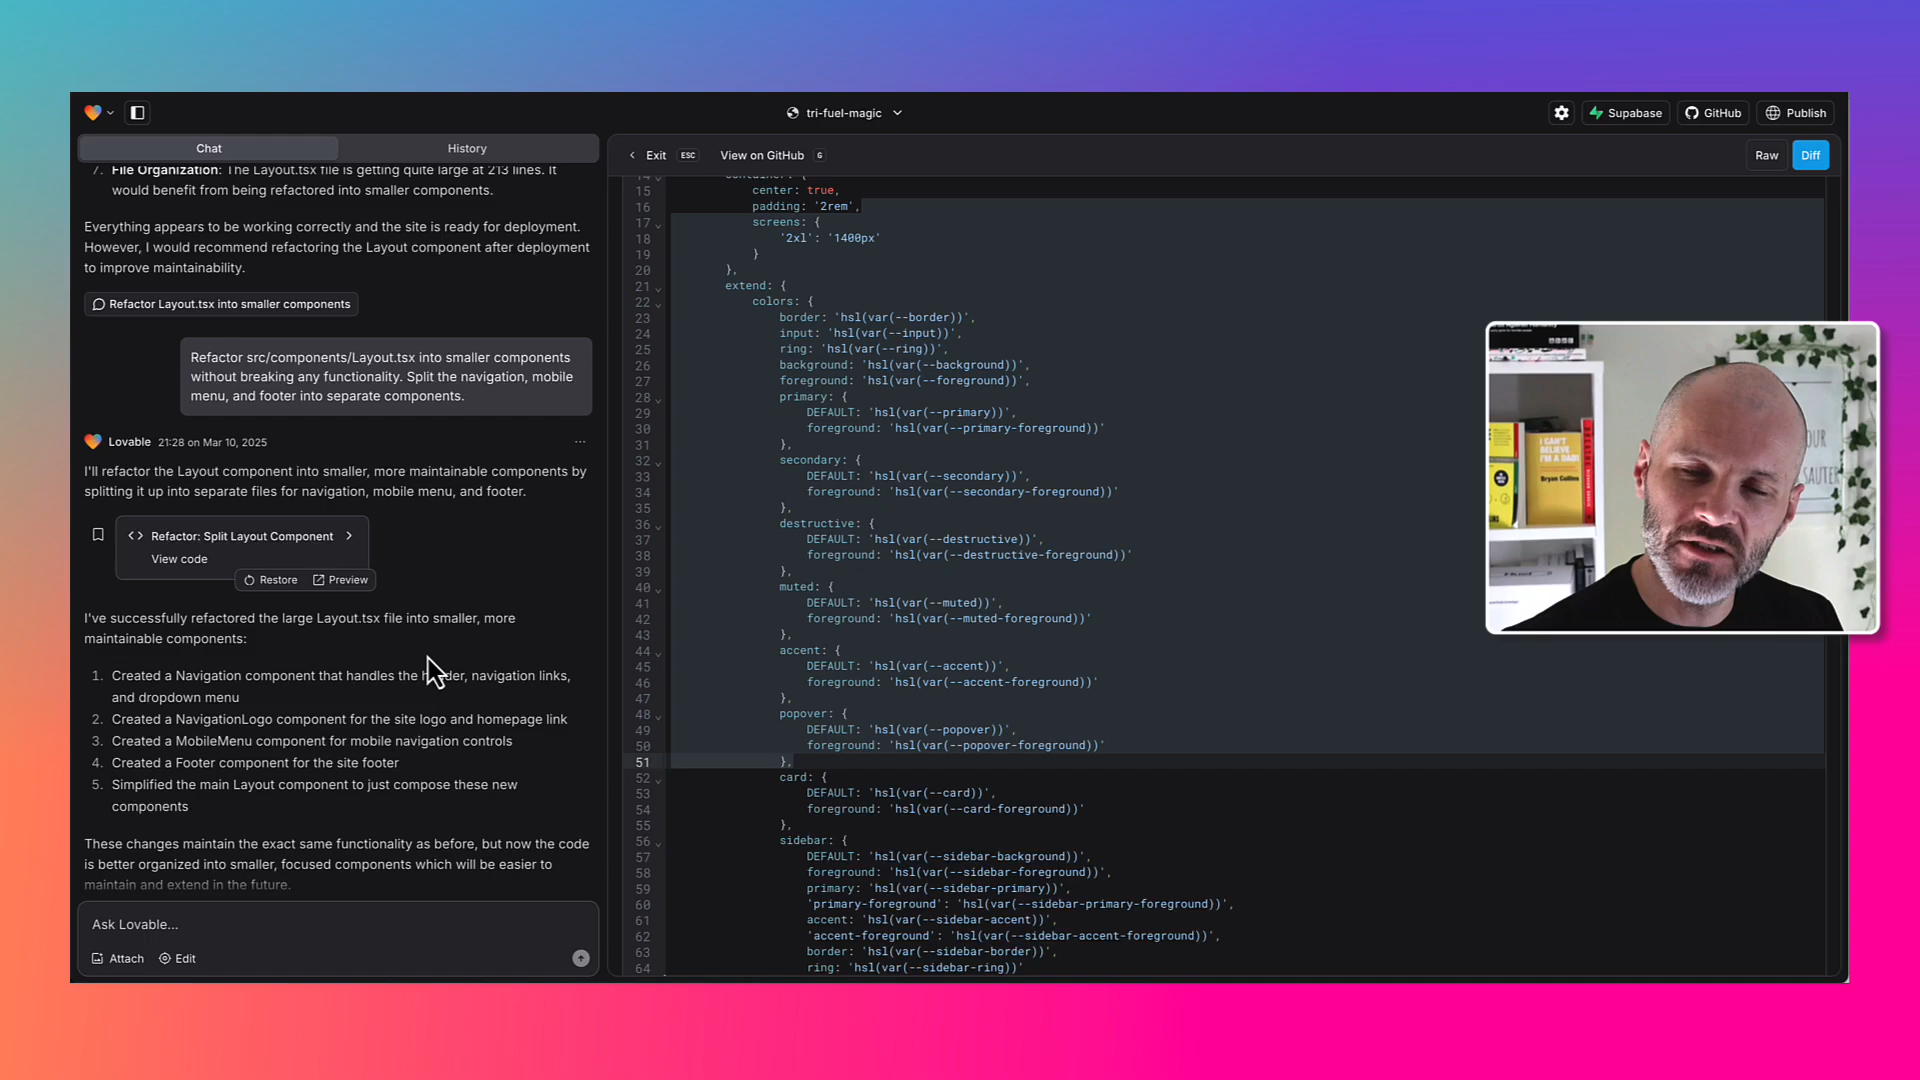 tri-fuel-magic
Supabase
GitHub
Publish
Chat
History
7. File Organization: The Layout.tsx file is getting quite large at 213 lines. It
would benefit from being refactored into smaller components.
Everything appears to be working correctly and the site is ready for deployment.
However, I would recommend refactoring the Layout component after deployment
to improve maintainability.
Refactor Layout.tsx into smaller components
Refactor src/components/Layout.tsx into smaller components
without breaking any functionality. Split the navigation, mobile
menu, and footer into separate components.
Lovable 21:28 on Mar 10, 2025
I'll refactor the Layout component into smaller, more maintainable components by
splitting it up into separate files for navigation, mobile menu, and footer.
Refactor: Split Layout Component
View code
Restore Preview
I've successfully refactored the large Layout.tsx file into smaller, more
maintainable components:
1. Created a Navigation component that handles the header, navigation links,
and dropdown menu
2. Created a NavigationLogo component for the site logo and homepage link
3. Created a MobileMenu component for mobile navigation controls
4. Created a Footer component for the site footer
5. Simplified the main Layout component to just compose these new
components
These changes maintain the exact same functionality as before, but now the code
is better organized into smaller, focused components which will be easier to
maintain and extend in the future.
Ask Lovable...
Attach Edit
Exit ESC View on GitHub G
Raw Diff
14 container: {
15 center: true,
16 padding: '2rem',
17 screens: {
18 '2xl': '1400px'
19 }
20 },
21 extend: {
22 colors: {
23 border: 'hsl(var(--border))',
24 input: 'hsl(var(--input))',
25 ring: 'hsl(var(--ring))',
26 background: 'hsl(var(--background))',
27 foreground: 'hsl(var(--foreground))',
28 primary: {
29 DEFAULT: 'hsl(var(--primary))',
30 foreground: 'hsl(var(--primary-foreground))'
31 },
32 secondary: {
33 DEFAULT: 'hsl(var(--secondary))',
34 foreground: 'hsl(var(--secondary-foreground))'
35 },
36 destructive: {
37 DEFAULT: 'hsl(var(--destructive))',
38 foreground: 'hsl(var(--destructive-foreground))'
39 },
40 muted: {
41 DEFAULT: 'hsl(var(--muted))',
42 foreground: 'hsl(var(--muted-foreground))'
43 },
44 accent: {
45 DEFAULT: 'hsl(var(--accent))',
46 foreground: 'hsl(var(--accent-foreground))'
47 },
48 popover: {
49 DEFAULT: 'hsl(var(--popover))',
50 foreground: 'hsl(var(--popover-foreground))'
51 },
52 card: {
53 DEFAULT: 'hsl(var(--card))',
54 foreground: 'hsl(var(--card-foreground))'
55 },
56 sidebar: {
57 DEFAULT: 'hsl(var(--sidebar-background))',
58 foreground: 'hsl(var(--sidebar-foreground))',
59 primary: 'hsl(var(--sidebar-primary))',
60 'primary-foreground': 'hsl(var(--sidebar-primary-foreground))',
61 accent: 'hsl(var(--sidebar-accent))',
62 'accent-foreground': 'hsl(var(--sidebar-accent-foreground))',
63 border: 'hsl(var(--sidebar-border))',
64 ring: 'hsl(var(--sidebar-ring))'
I CAN'T
BELIEVE
I'M A DAD!
Bryan Collins